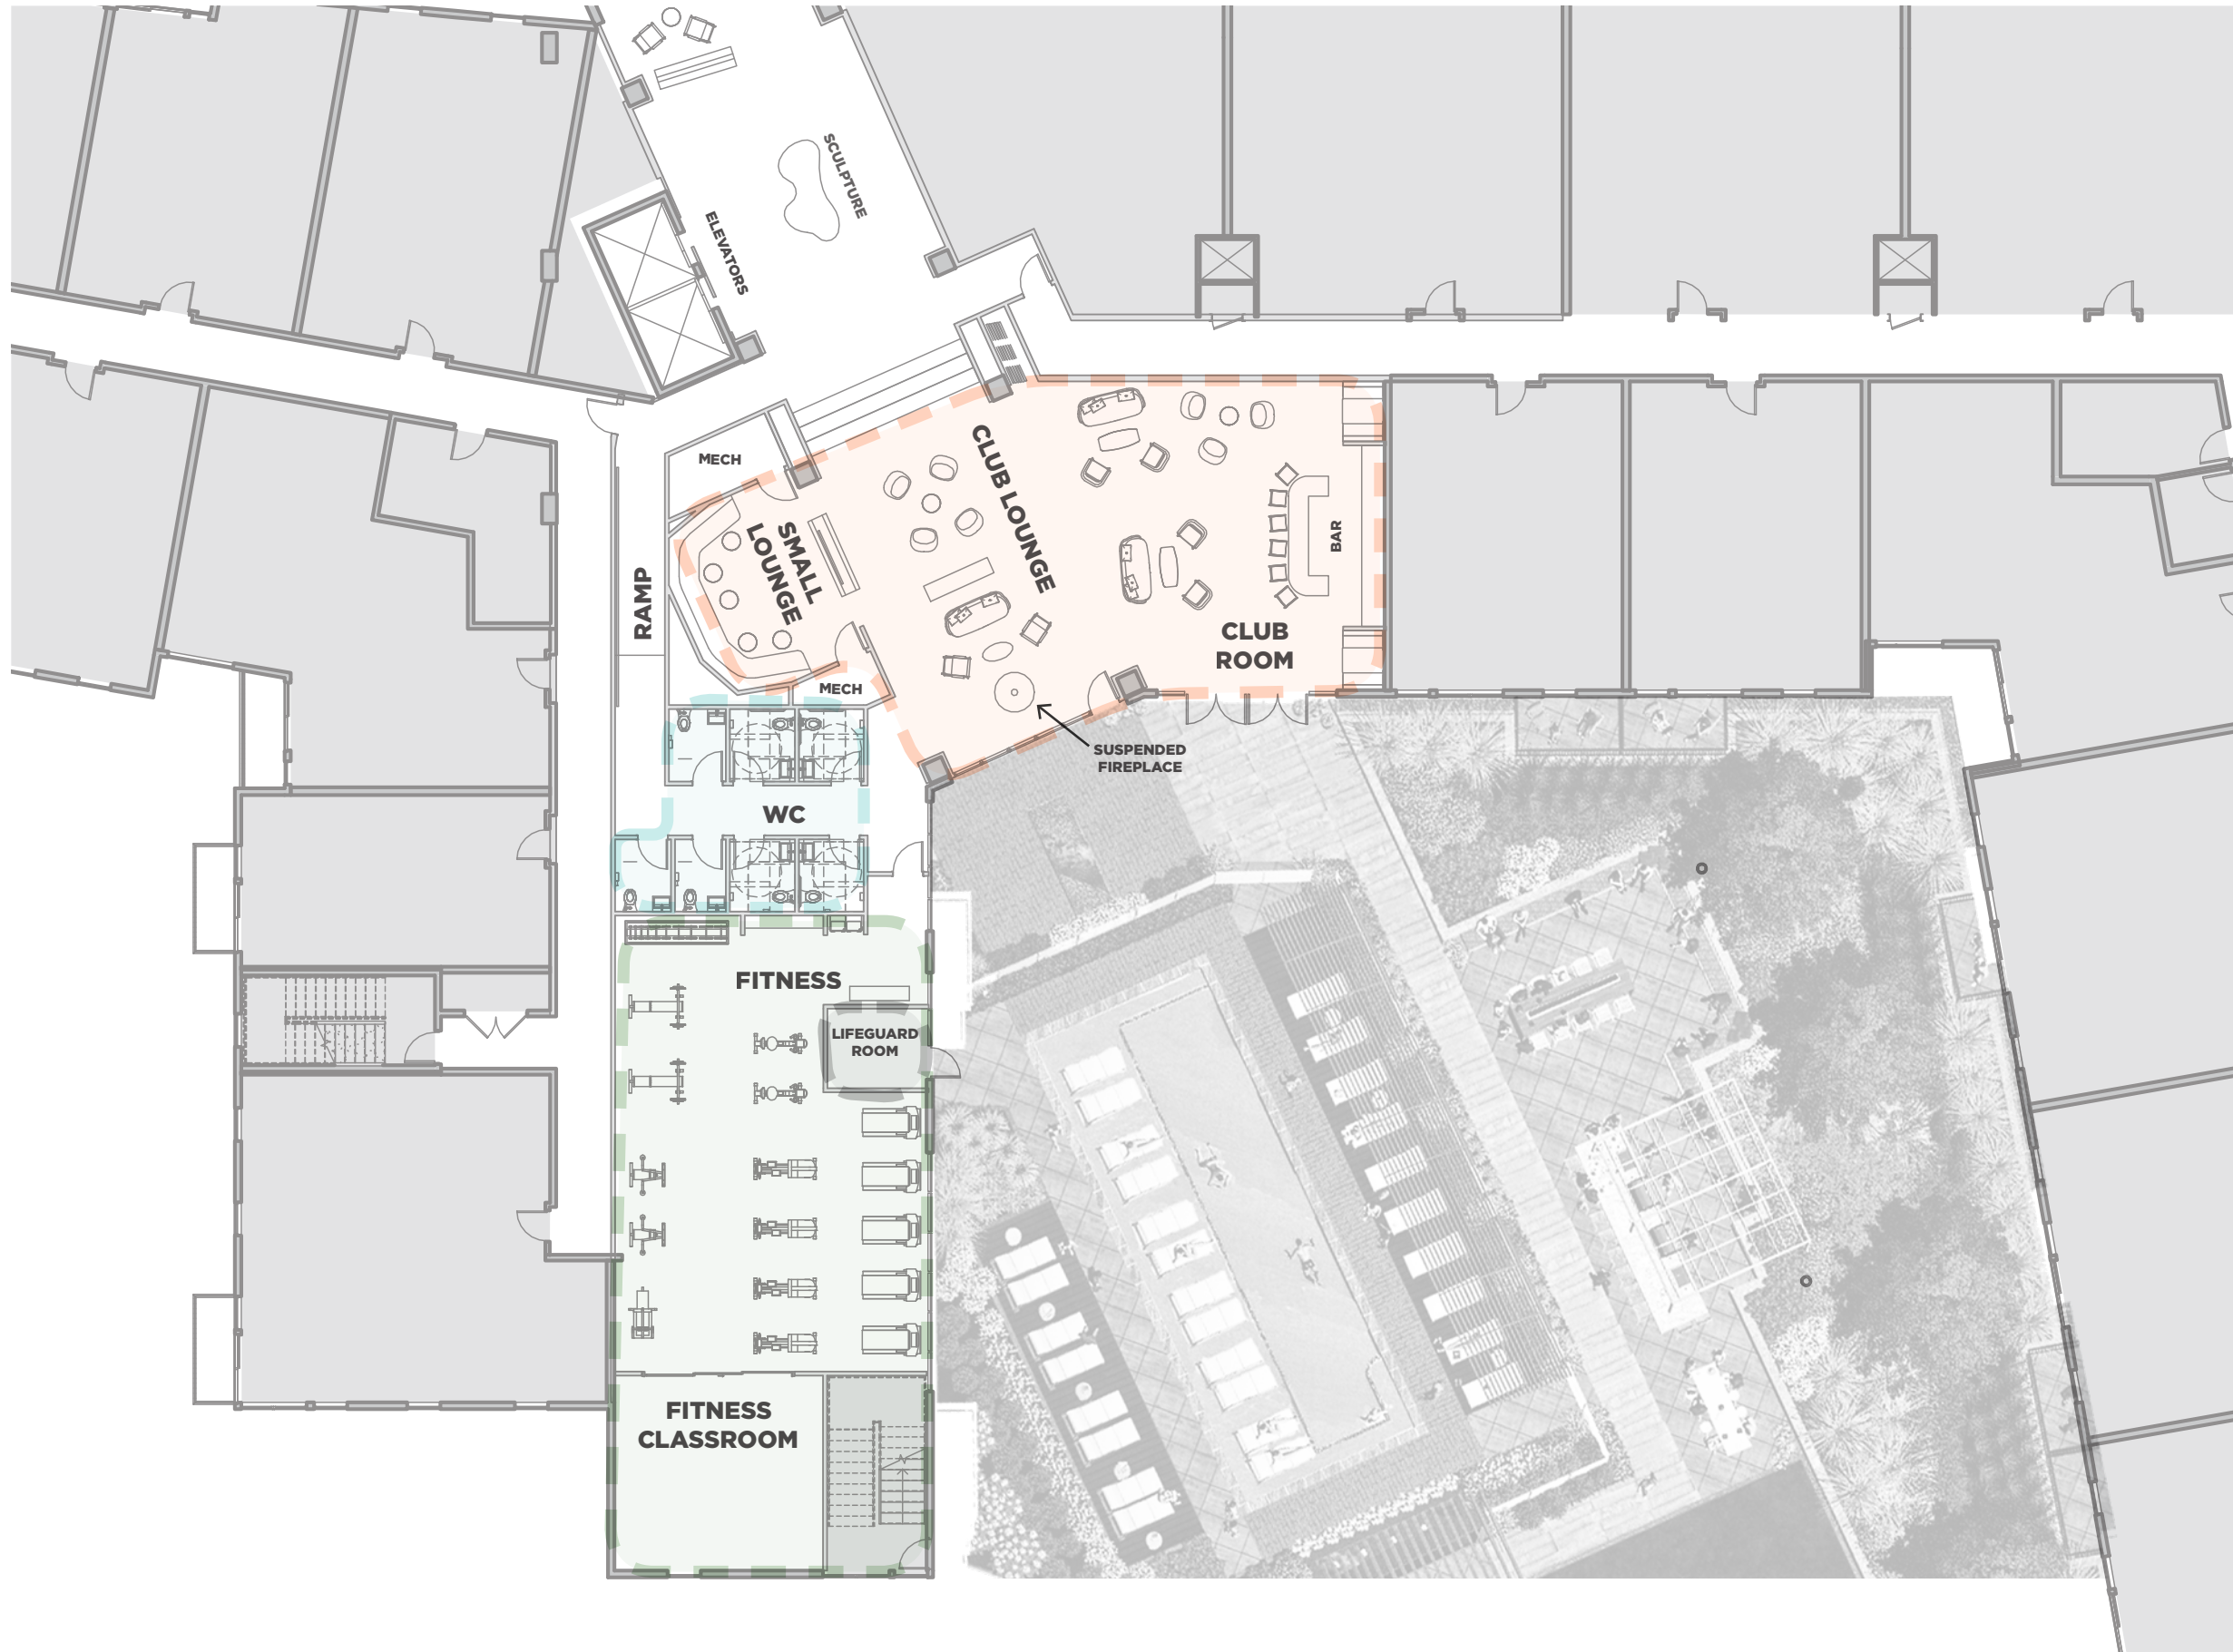 SCULPTURE
ELEVATORS
MECH
CLUB LOUNGE
SMALL
LOUNGE
BAR
RAMP
CLUB
ROOM
MECH
SUSPENDED
FIREPLACE
WC
FITNESS
LIFEGUARD
ROOM
FITNESS
CLASSROOM